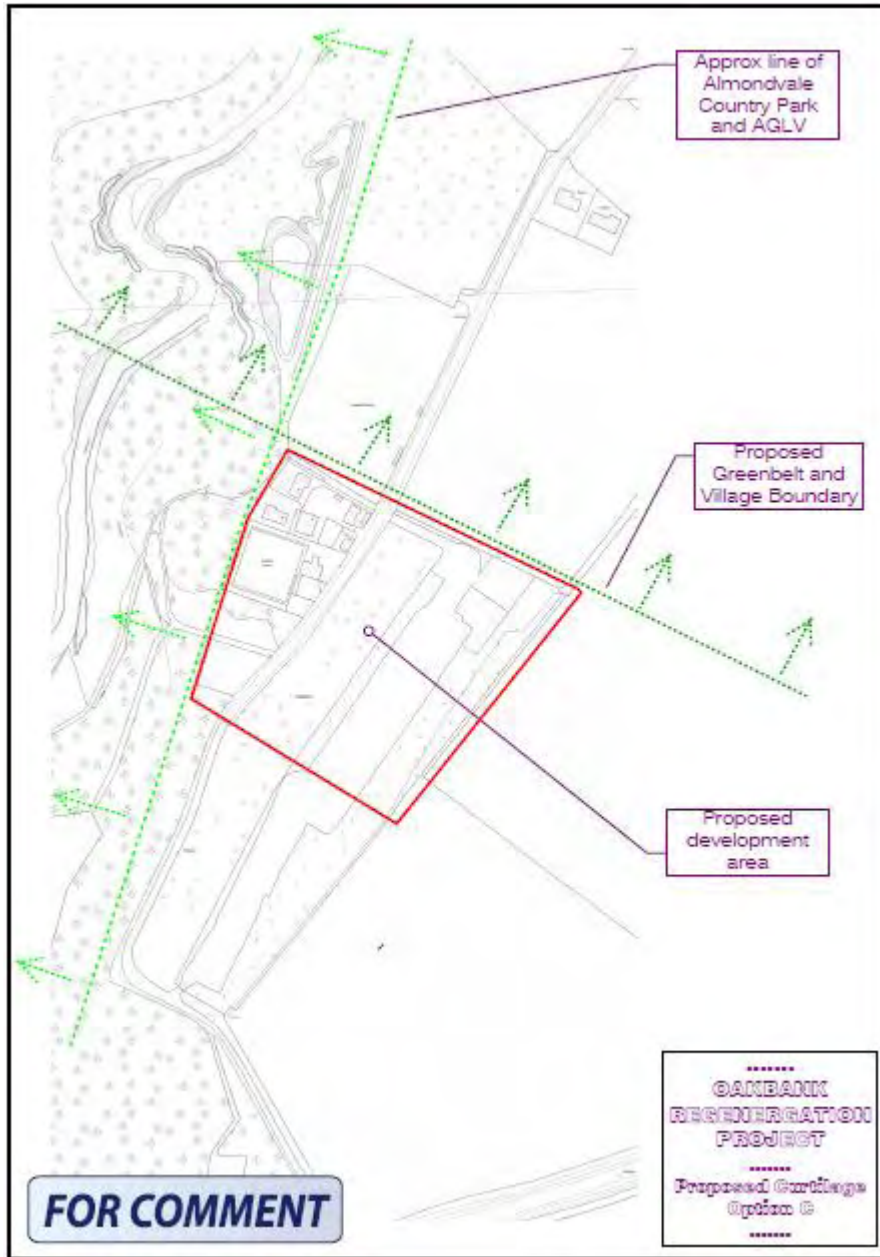 Approx line of
Almondvale
Country Park
and AGLV
Proposed
Greenbelt and
Village Boundary
Proposed
development
area
OAKBANK
REGENERGATION
PROJECT
Proposed Curtilage
Option C
FOR COMMENT